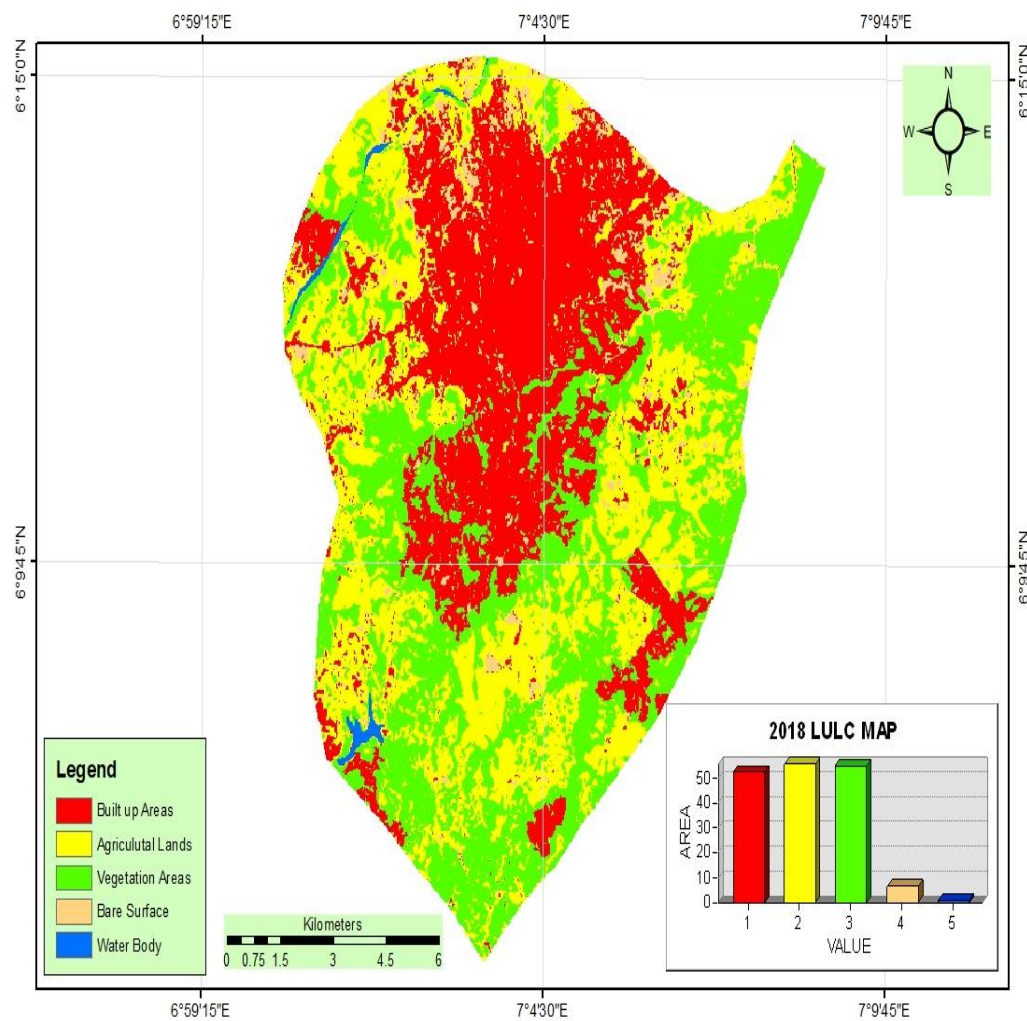 6°59'15"E 7°4'30"E 7°9'45"E
6°15'0"N 6°15'0"N
N
W E
S
6°9'45"N 6°9'45"N
Legend
Built up Areas
Agriculutal Lands
Vegetation Areas
Bare Surface
Water Body
Kilometers
0 0.75 1.5 3 4.5 6
2018 LULC MAP
AREA
50
40
30
20
10
0
1 2 3 4 5
VALUE
6°59'15"E 7°4'30"E 7°9'45"E